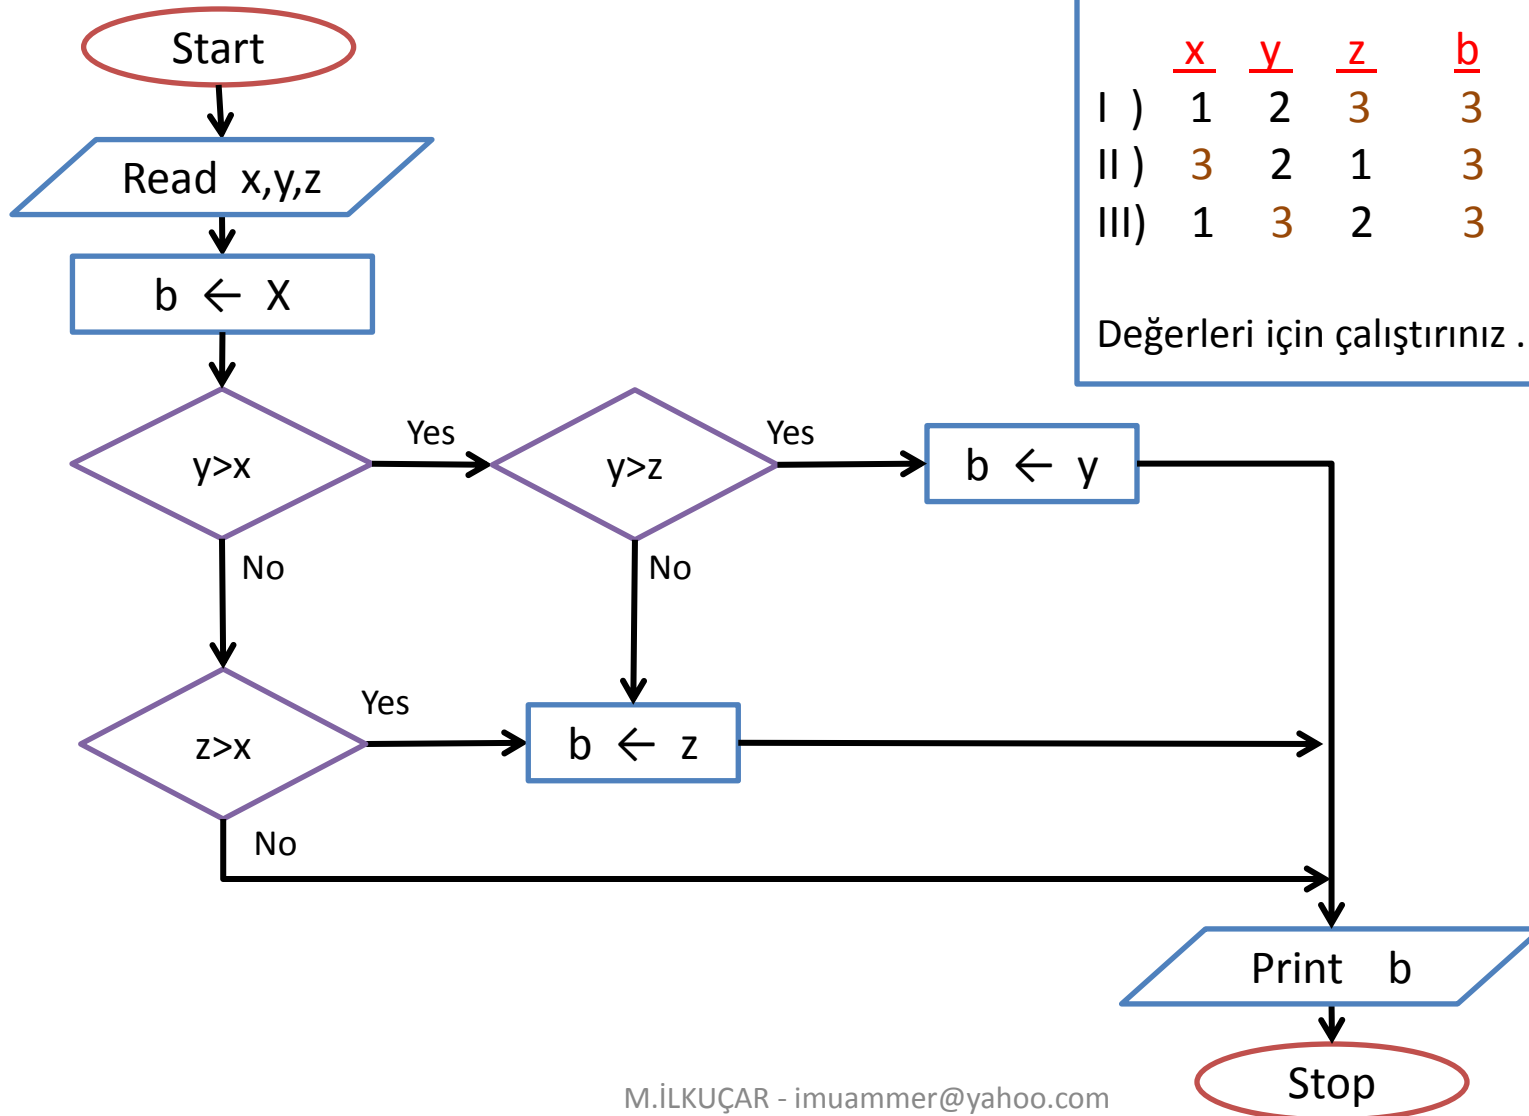 Start
Read x,y,z
b ← X
y>x
Yes
y>z
Yes
b ← y
No
No
z>x
Yes
b ← z
No
Print b
Stop
x y z b
I ) 1 2 3 3
II ) 3 2 1 3
III) 1 3 2 3
Değerleri için çalıştırınız .
M.İLKUÇAR - imuammer@yahoo.com